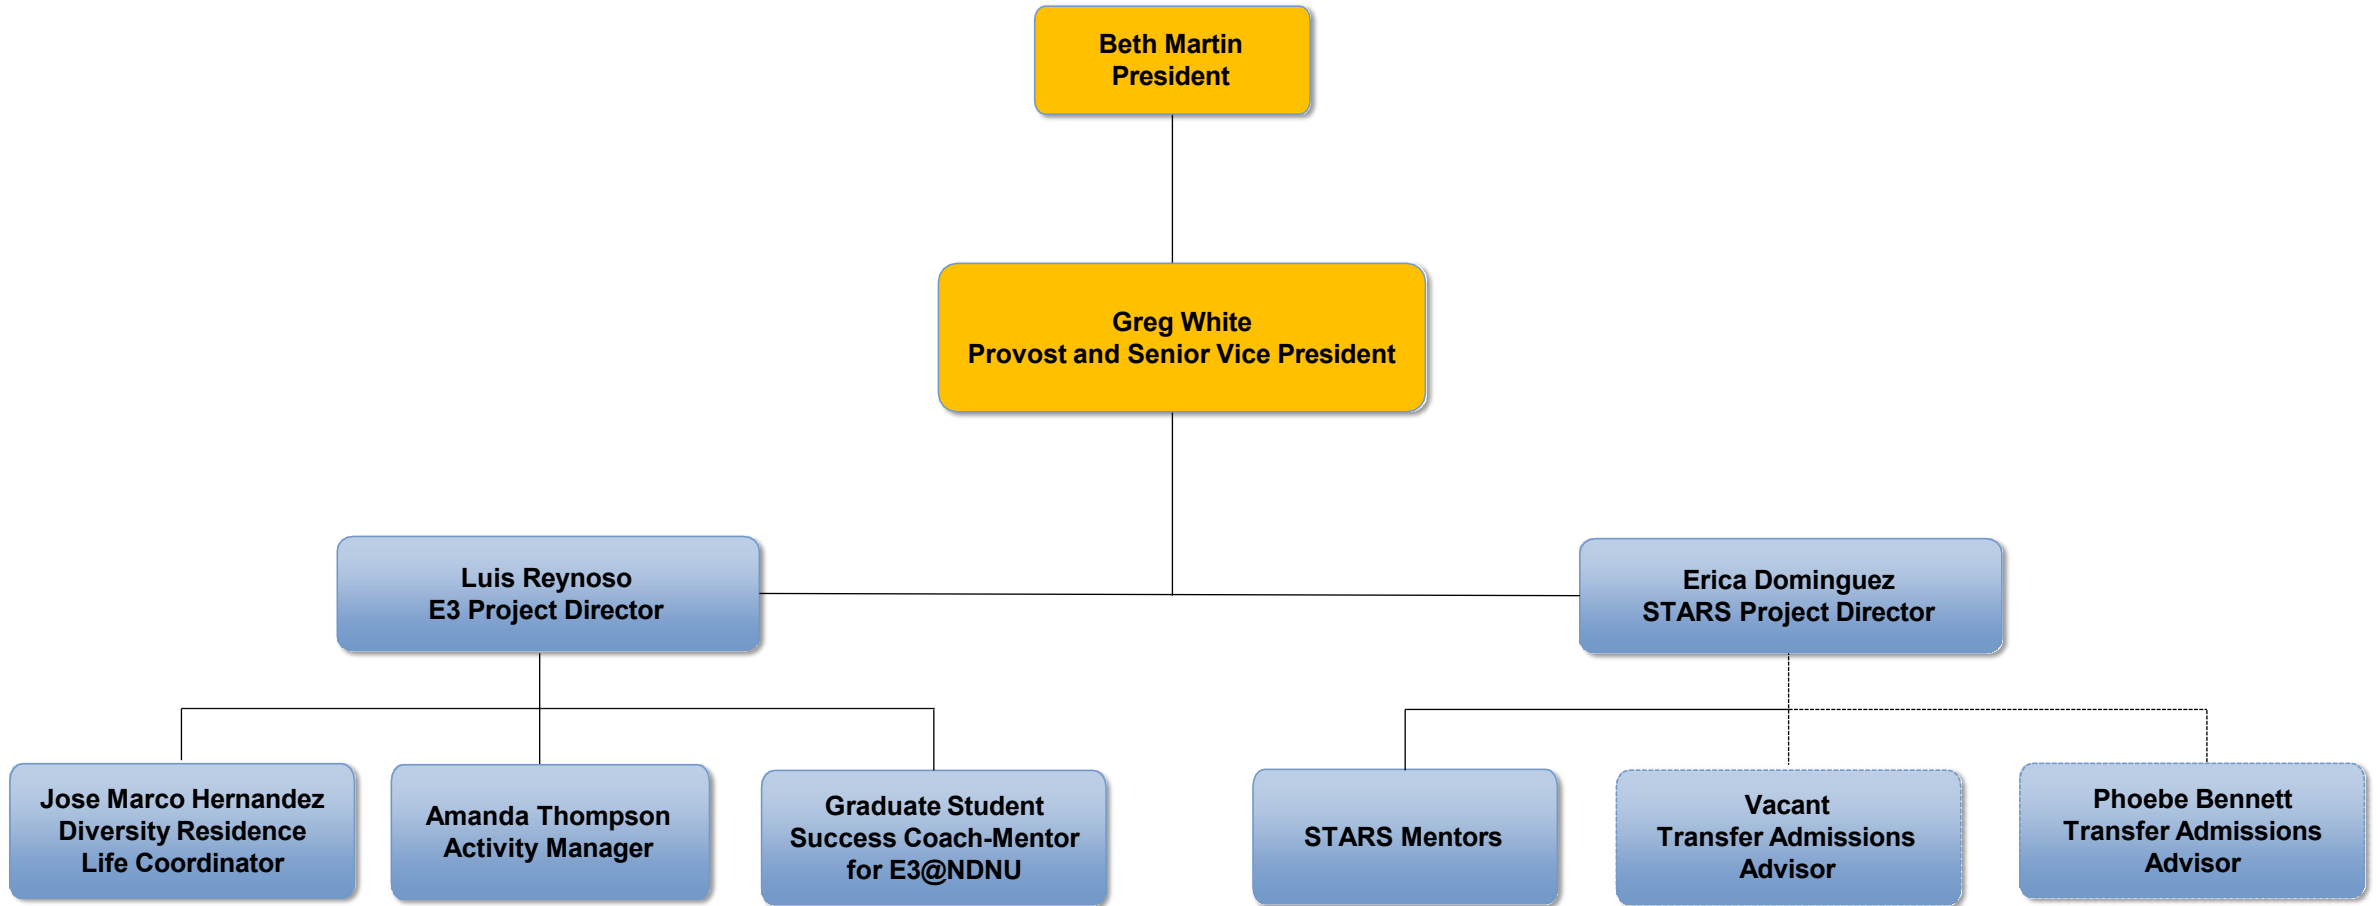 Beth Martin
President
Greg White
Provost and Senior Vice President
Luis Reynoso
E3 Project Director
Erica Dominguez
STARS Project Director
Jose Marco Hernandez
Diversity Residence
Life Coordinator
Amanda Thompson
Activity Manager
Graduate Student
Success Coach-Mentor
for E3@NDNU
STARS Mentors
Vacant
Transfer Admissions
Advisor
Phoebe Bennett
Transfer Admissions
Advisor